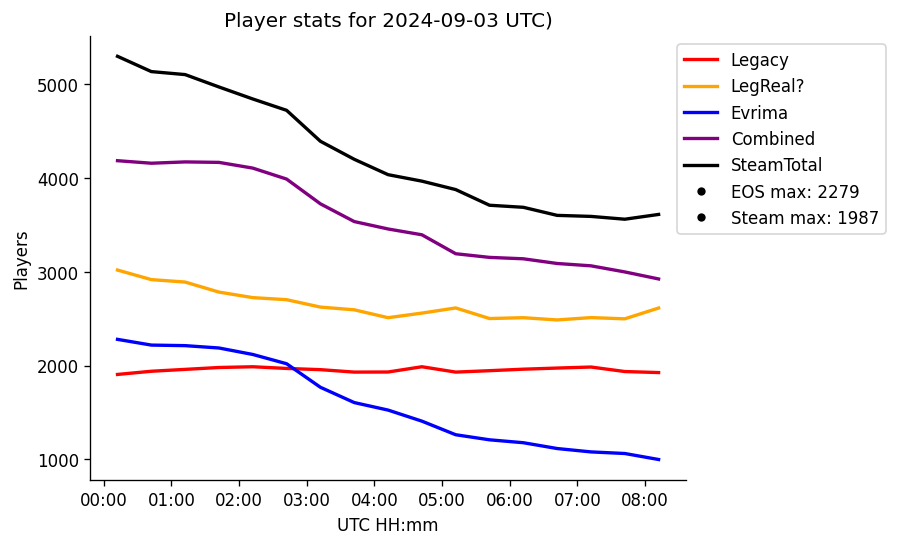 Player stats for 2024-09-03 UTC)
Legacy
LegReal?
Evrima
Combined
SteamTotal
EOS max: 2279
Steam max: 1987
Players
5000
4000
3000
2000
1000
00:00 01:00 02:00 03:00 04:00 05:00 06:00 07:00 08:00
UTC HH:mm